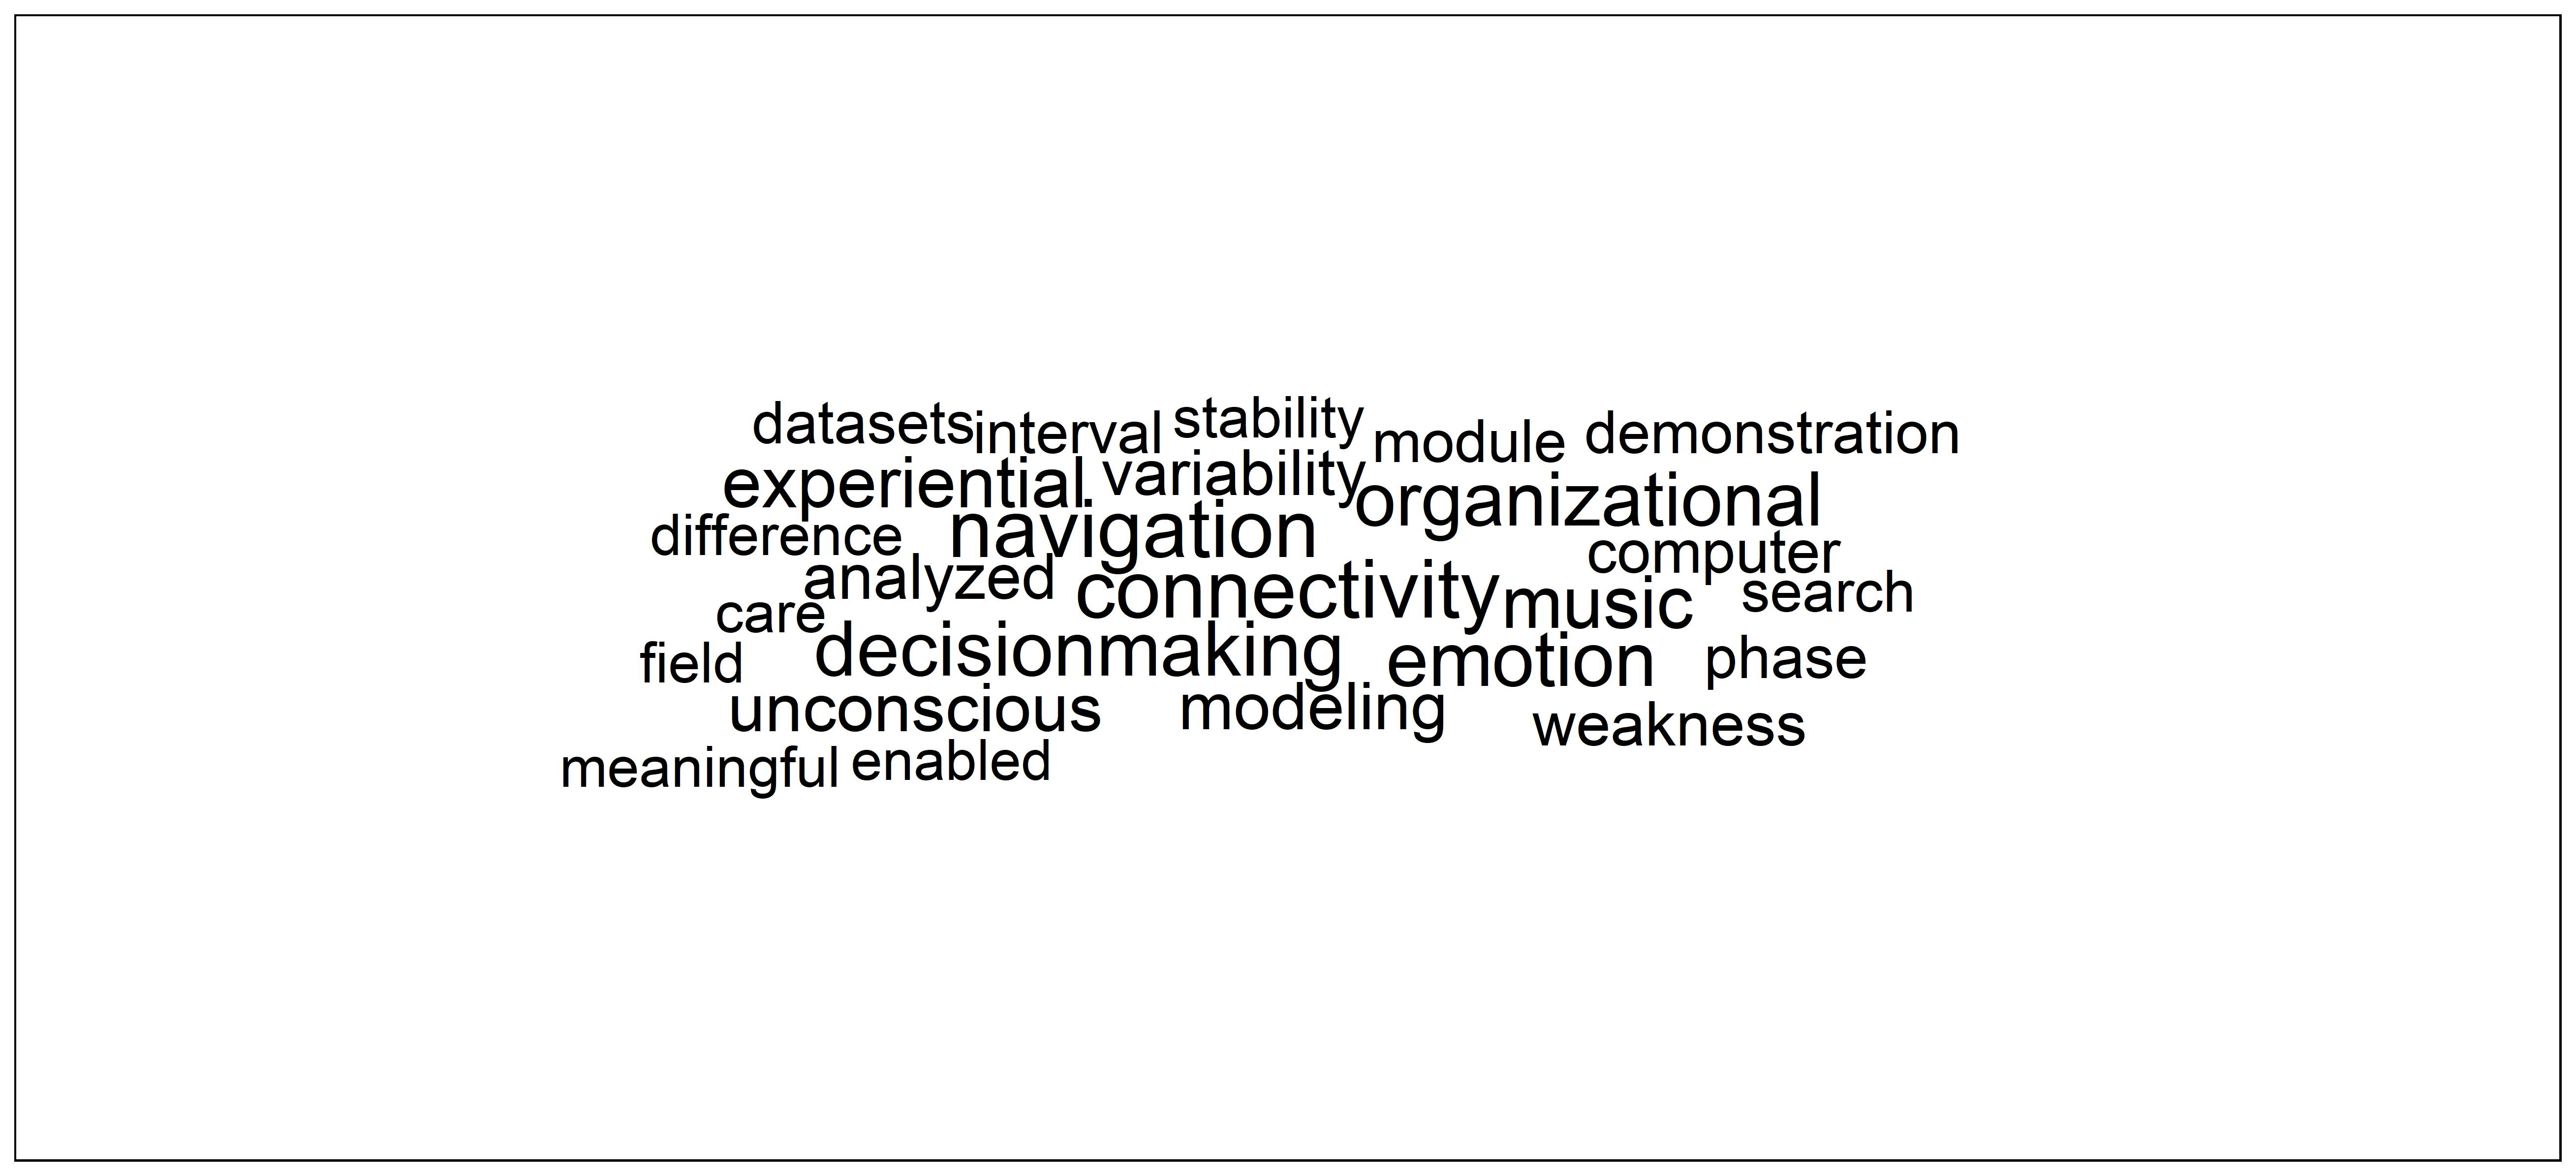 datasets interval stability module demonstration
experiential variability organizational
difference navigation computer
analyzed connectivity music search
care
field decisionmaking emotion phase
unconscious modeling weakness
meaningful enabled